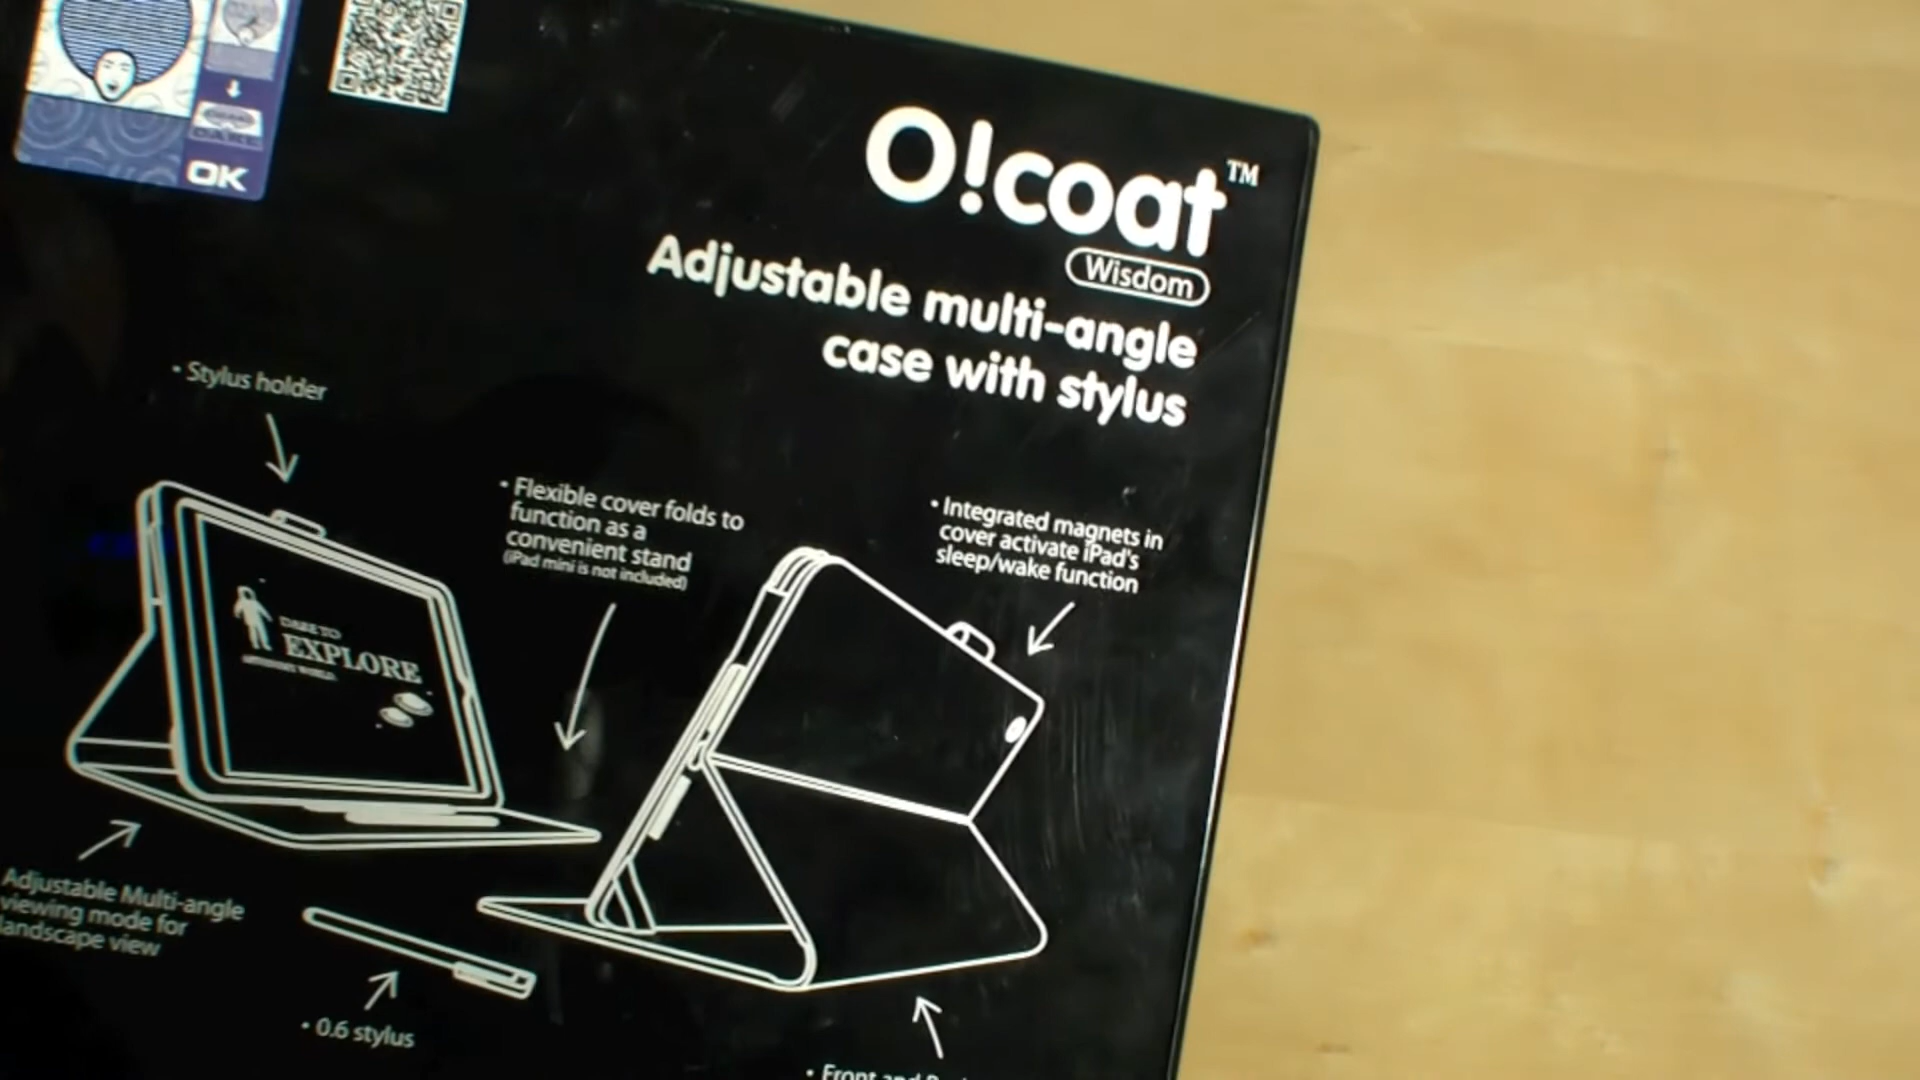 OK
O!coat™
Wisdom
Adjustable multi-angle
case with stylus
• Stylus holder
• Flexible cover folds to
function as a
convenient stand
(iPad mini is not included)
• Integrated magnets in
cover activate iPad's
sleep/wake function
DARE TO
EXPLORE
Adjustable Multi-angle
viewing mode for
landscape view
• 0.6 stylus
• Front and